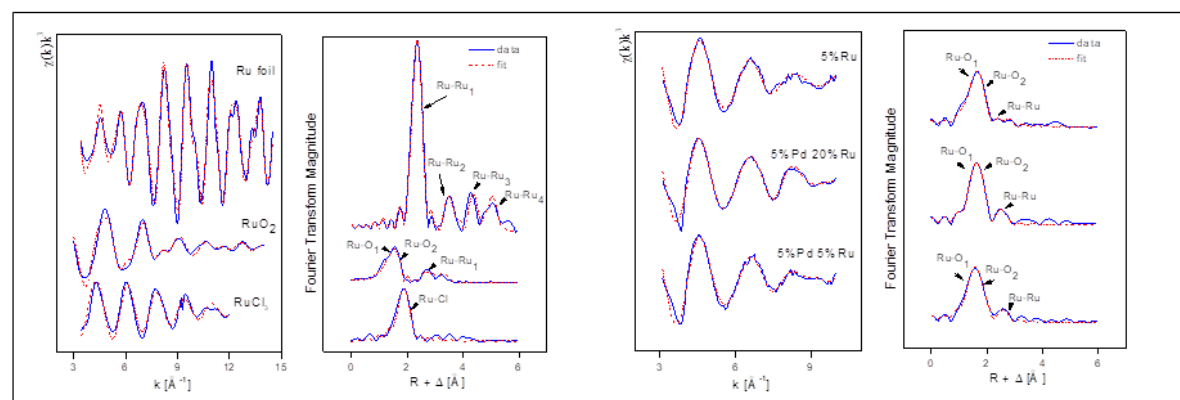 χ(k)k³
Ru foil
RuO₂
RuCl₃
3 6 9 12 15
k [Å⁻¹]
Fourier Transform Magnitude
data
fit
Ru-Ru₁
Ru-Ru₂
Ru-Ru₃
Ru-Ru₄
Ru-O₁
Ru-O₂
Ru-Ru₁
Ru-Cl
0 2 4 6
R + Δ [Å]
χ(k)k³
5%Ru
5%Pd 20%Ru
5%Pd 5%Ru
3 6 9
k [Å⁻¹]
Fourier Transform Magnitude
data
fit
Ru-O₁
Ru-O₂
Ru-Ru
Ru-O₁
Ru-O₂
Ru-Ru
Ru-O₁
Ru-O₂
Ru-Ru
0 2 4 6
R + Δ [Å]